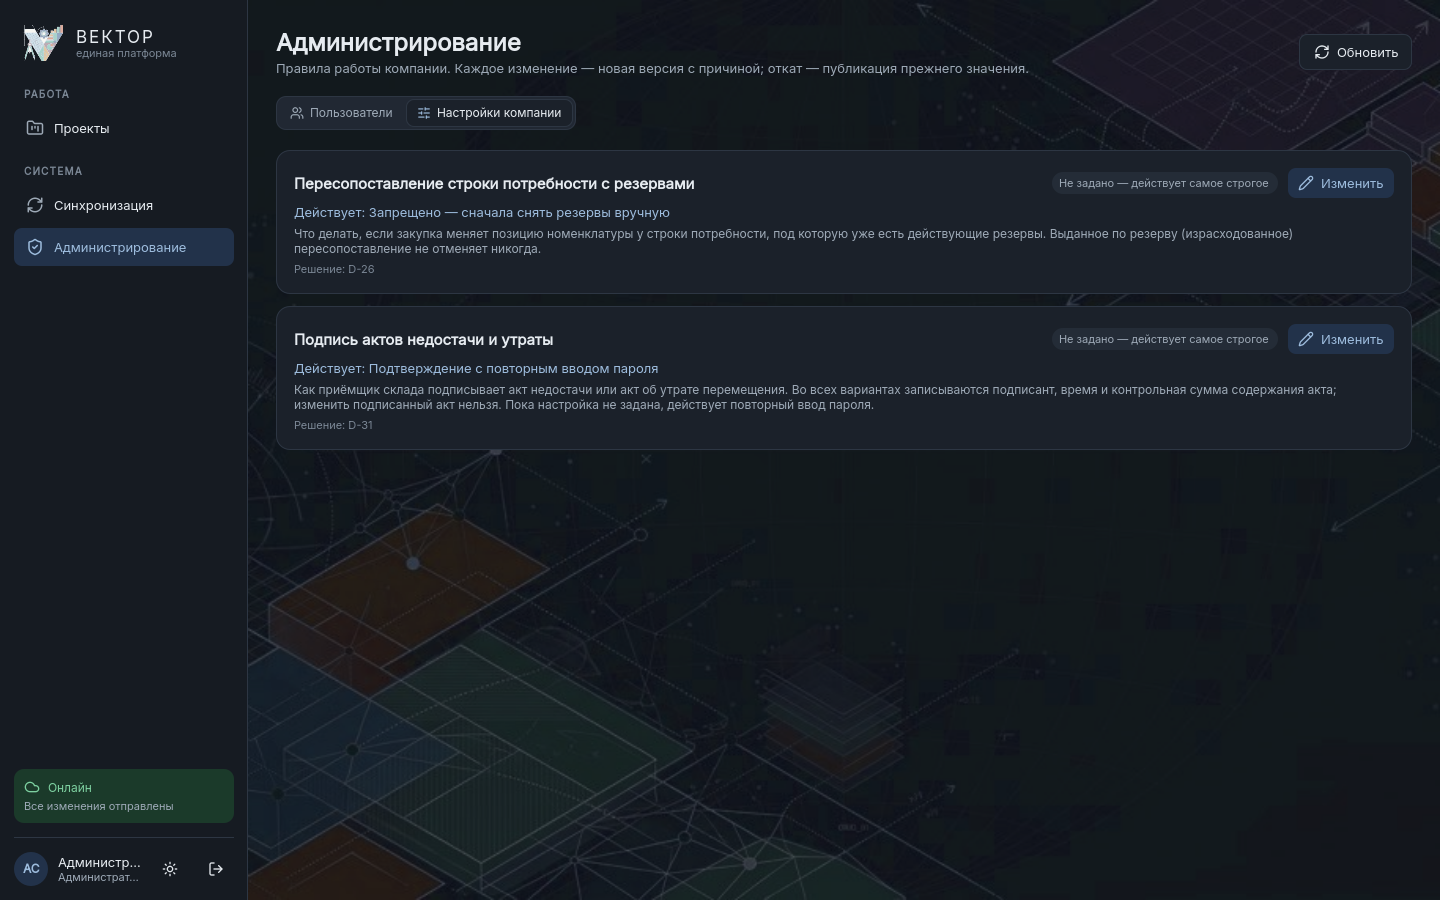 ВЕКТОР
единая платформа
РАБОТА
Проекты
СИСТЕМА
Синхронизация
Администрирование
Онлайн
Все изменения отправлены
АС
Администр...
Администрат...
Администрирование
Правила работы компании. Каждое изменение — новая версия с причиной; откат — публикация прежнего значения.
Обновить
Пользователи
Настройки компании
Пересопоставление строки потребности с резервами
Не задано — действует самое строгое
Изменить
Действует: Запрещено — сначала снять резервы вручную
Что делать, если закупка меняет позицию номенклатуры у строки потребности, под которую уже есть действующие резервы. Выданное по резерву (израсходованное)
пересопоставление не отменяет никогда.
Решение: D-26
Подпись актов недостачи и утраты
Не задано — действует самое строгое
Изменить
Действует: Подтверждение с повторным вводом пароля
Как приёмщик склада подписывает акт недостачи или акт об утрате перемещения. Во всех вариантах записываются подписант, время и контрольная сумма содержания акта;
изменить подписанный акт нельзя. Пока настройка не задана, действует повторный ввод пароля.
Решение: D-31